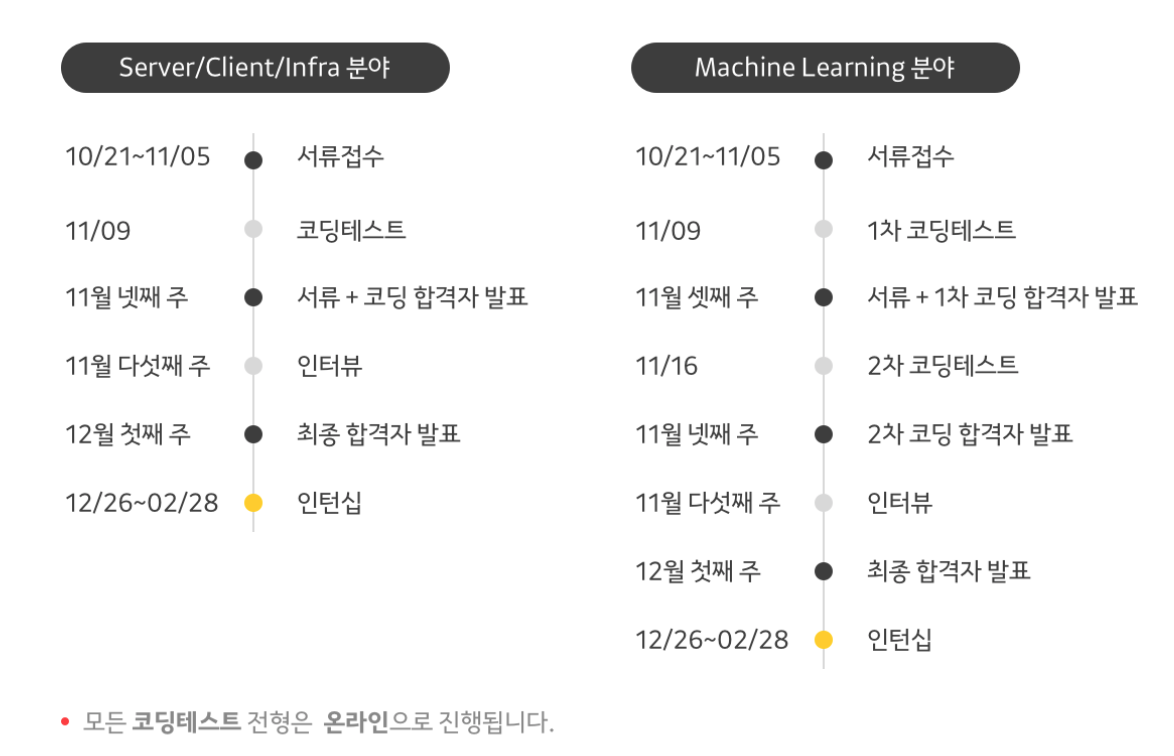 Server/Client/Infra 분야
10/21~11/05 서류접수
11/09 코딩테스트
11월 넷째 주 서류 + 코딩 합격자 발표
11월 다섯째 주 인터뷰
12월 첫째 주 최종 합격자 발표
12/26~02/28 인턴십
Machine Learning 분야
10/21~11/05 서류접수
11/09 1차 코딩테스트
11월 셋째 주 서류 + 1차 코딩 합격자 발표
11/16 2차 코딩테스트
11월 넷째 주 2차 코딩 합격자 발표
11월 다섯째 주 인터뷰
12월 첫째 주 최종 합격자 발표
12/26~02/28 인턴십
• 모든 코딩테스트 전형은 온라인으로 진행됩니다.